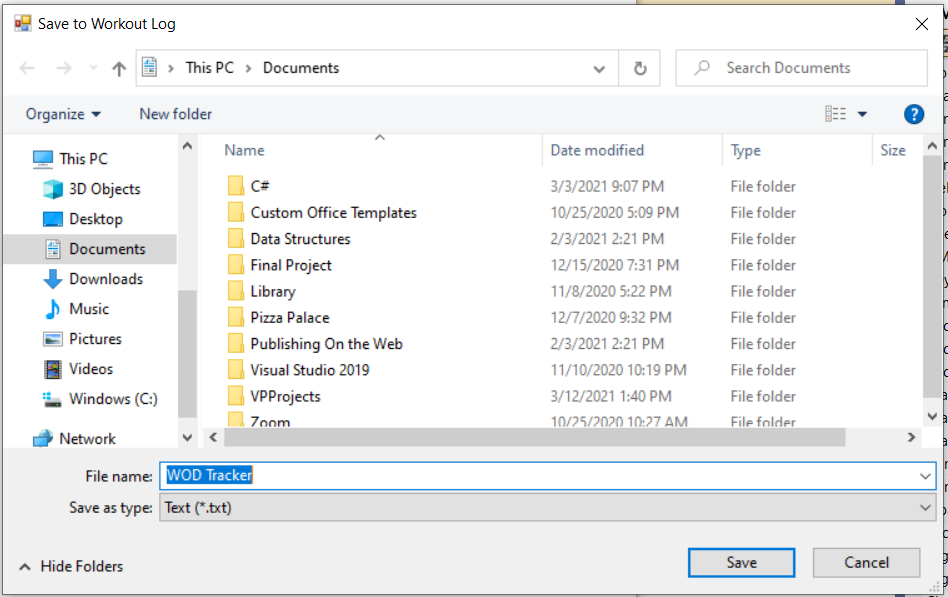 Save to Workout Log
This PC > Documents
Search Documents
Organize
New folder
?
Name
Date modified
Type
Size
This PC
3D Objects
Desktop
Documents
Downloads
Music
Pictures
Videos
Windows (C:)
Network
C# 3/3/2021 9:07 PM File folder
Custom Office Templates 10/25/2020 5:09 PM File folder
Data Structures 2/3/2021 2:21 PM File folder
Final Project 12/15/2020 7:31 PM File folder
Library 11/8/2020 5:22 PM File folder
Pizza Palace 12/7/2020 9:32 PM File folder
Publishing On the Web 2/3/2021 2:21 PM File folder
Visual Studio 2019 11/10/2020 10:19 PM File folder
VPProjects 3/12/2021 1:40 PM File folder
Zoom 10/25/2020 10:27 AM File folder
File name: WOD Tracker
Save as type: Text (*.txt)
Hide Folders
Save
Cancel